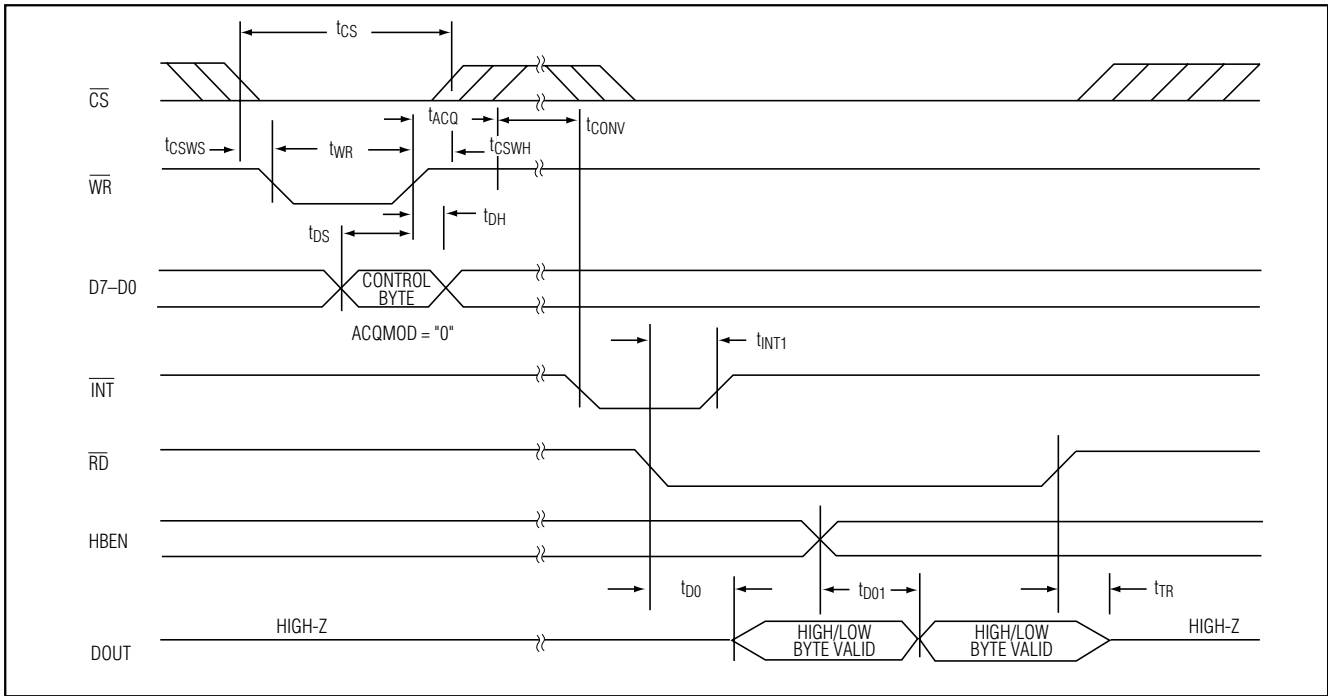 tCS
CS
tACQ
tCONV
tCSWS
tWR
tCSWH
WR
tDH
tDS
D7–D0
CONTROL
BYTE
ACQMOD = "0"
tINT1
INT
RD
HBEN
tD0
tD01
tTR
HIGH-Z
HIGH/LOW
BYTE VALID
HIGH/LOW
BYTE VALID
HIGH-Z
DOUT